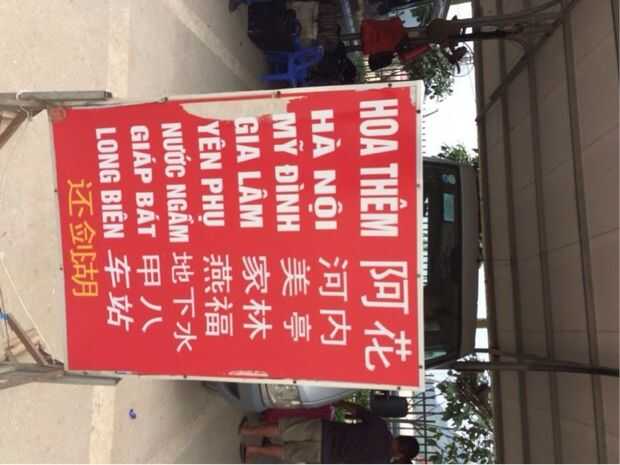 HOA THÊM 阿花
HÀ NỘI 河内
MỸ ĐÌNH 美亭
GIA LÂM 家林
YÊN PHỤ 燕福
NƯỚC NGẦM 地下水
GIÁP BÁT 甲八
LONG BIÊN 车站
还剑湖